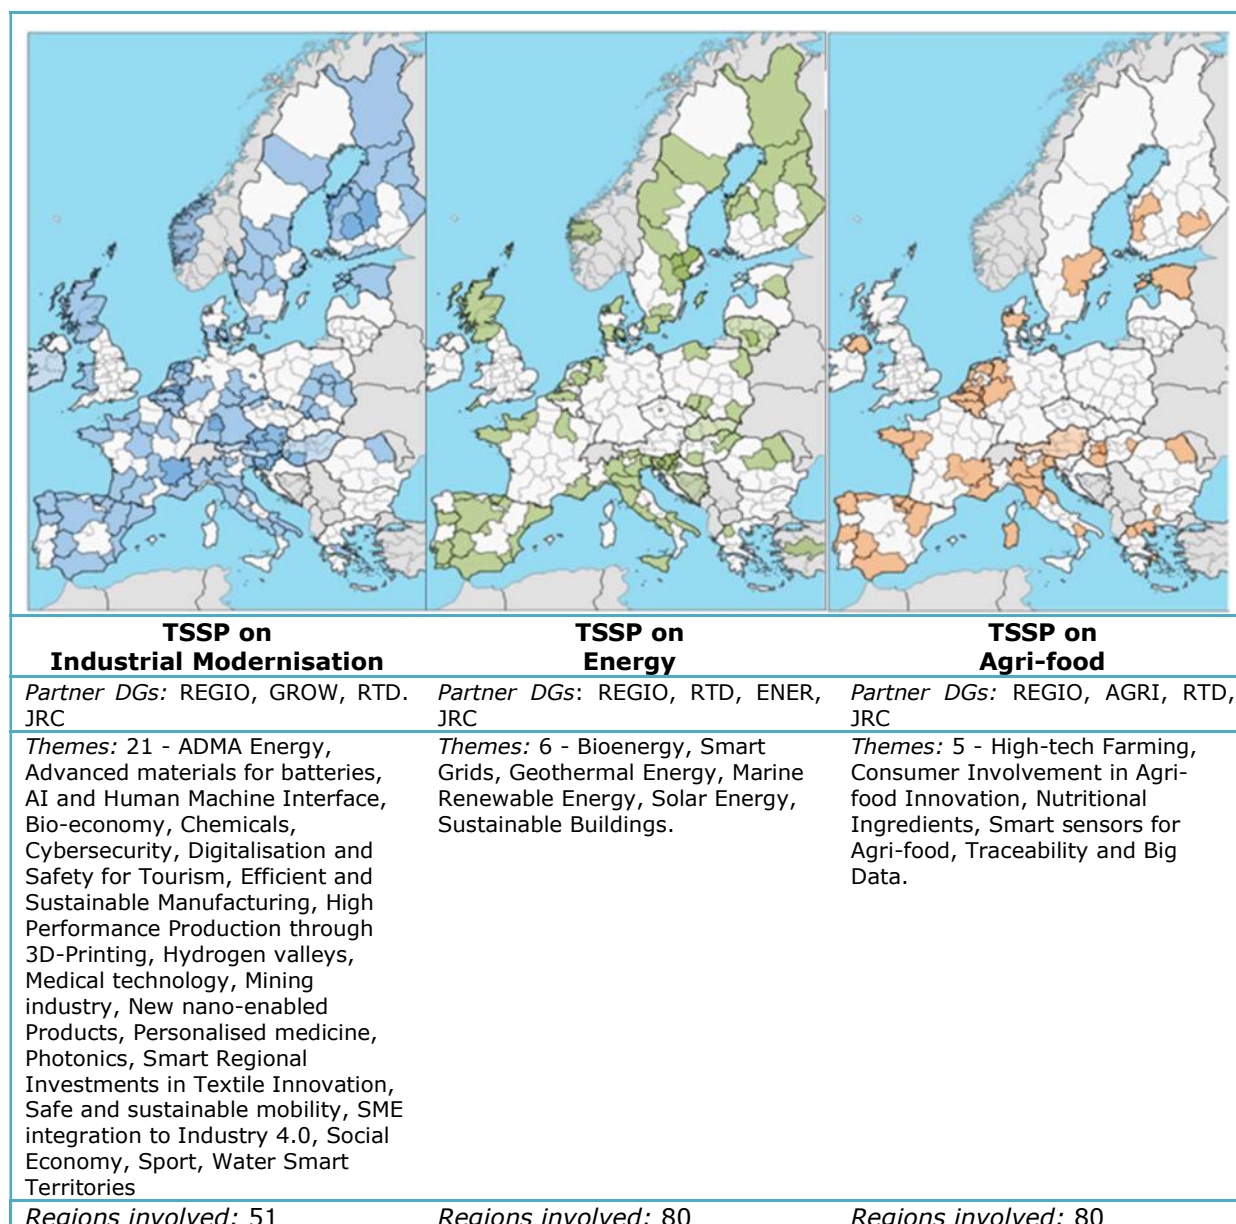 TSSP on
Industrial Modernisation
TSSP on
Energy
TSSP on
Agri-food
Partner DGs: REGIO, GROW, RTD.
JRC
Partner DGs: REGIO, RTD, ENER,
JRC
Partner DGs: REGIO, AGRI, RTD,
JRC
Themes: 21 - ADMA Energy,
Advanced materials for batteries,
AI and Human Machine Interface,
Bio-economy, Chemicals,
Cybersecurity, Digitalisation and
Safety for Tourism, Efficient and
Sustainable Manufacturing, High
Performance Production through
3D-Printing, Hydrogen valleys,
Medical technology, Mining
industry, New nano-enabled
Products, Personalised medicine,
Photonics, Smart Regional
Investments in Textile Innovation,
Safe and sustainable mobility, SME
integration to Industry 4.0, Social
Economy, Sport, Water Smart
Territories
Themes: 6 - Bioenergy, Smart
Grids, Geothermal Energy, Marine
Renewable Energy, Solar Energy,
Sustainable Buildings.
Themes: 5 - High-tech Farming,
Consumer Involvement in Agri-
food Innovation, Nutritional
Ingredients, Smart sensors for
Agri-food, Traceability and Big
Data.
Regions involved: 51
Regions involved: 80
Regions involved: 80